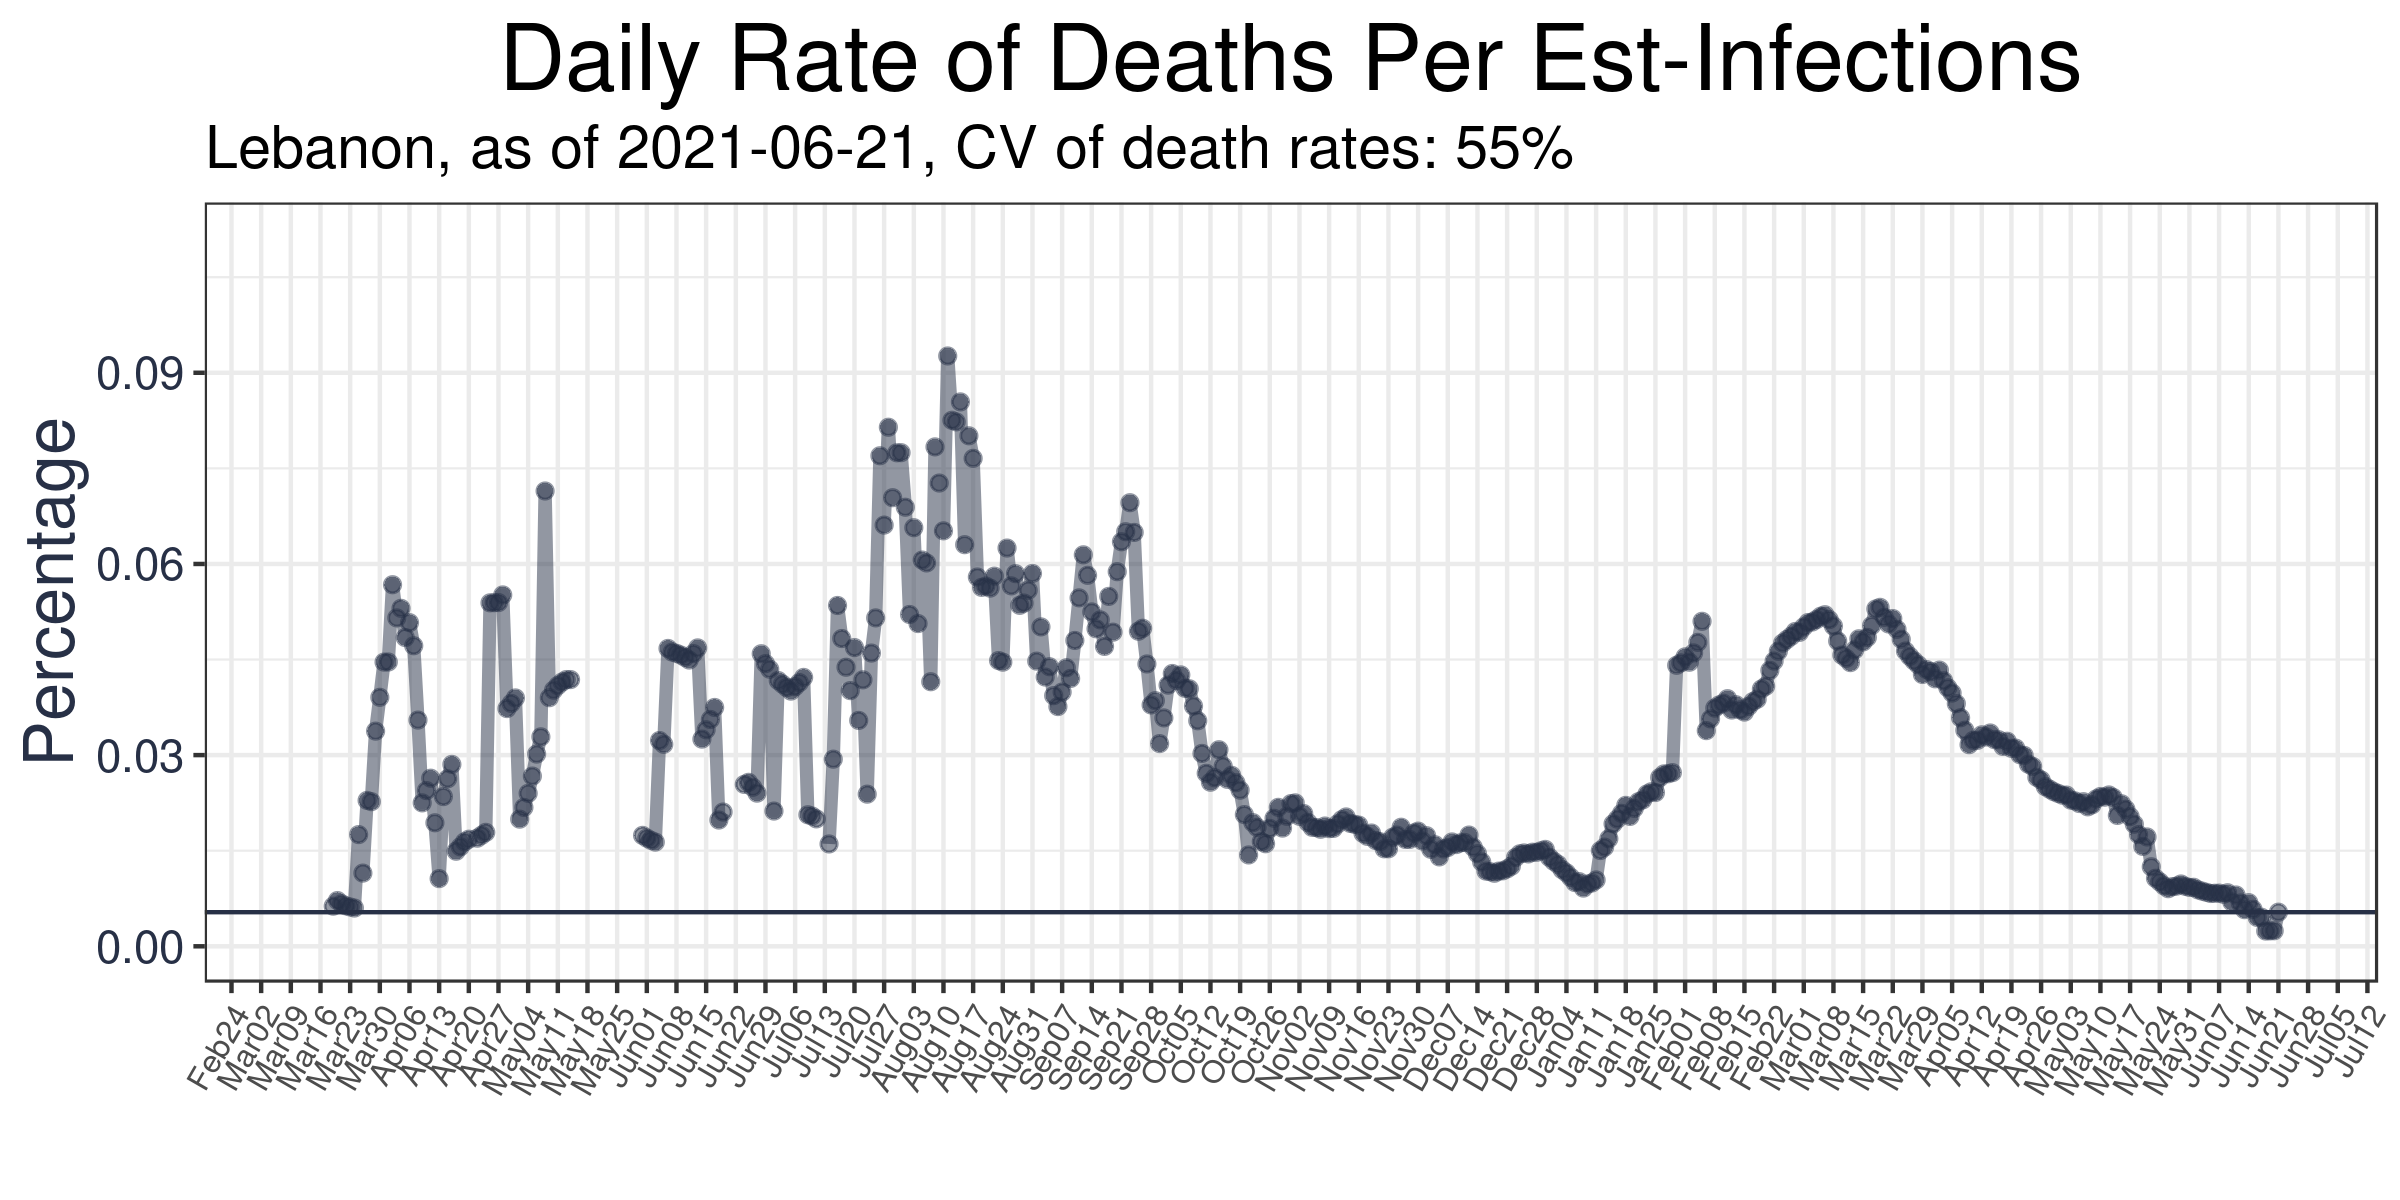 Daily Rate of Deaths Per Est-Infections
Lebanon, as of 2021-06-21, CV of death rates: 55%
Percentage
0.09
0.06
0.03
0.00
Feb24
Mar02
Mar09
Mar16
Mar23
Mar30
Apr06
Apr13
Apr20
Apr27
May04
May11
May18
May25
Jun01
Jun08
Jun15
Jun22
Jun29
Jul06
Jul13
Jul20
Jul27
Aug03
Aug10
Aug17
Aug24
Aug31
Sep07
Sep14
Sep21
Sep28
Oct05
Oct12
Oct19
Oct26
Nov02
Nov09
Nov16
Nov23
Nov30
Dec07
Dec14
Dec21
Dec28
Jan04
Jan11
Jan18
Jan25
Feb01
Feb08
Feb15
Feb22
Mar01
Mar08
Mar15
Mar22
Mar29
Apr05
Apr12
Apr19
Apr26
May03
May10
May17
May24
May31
Jun07
Jun14
Jun21
Jun28
Jul05
Jul12